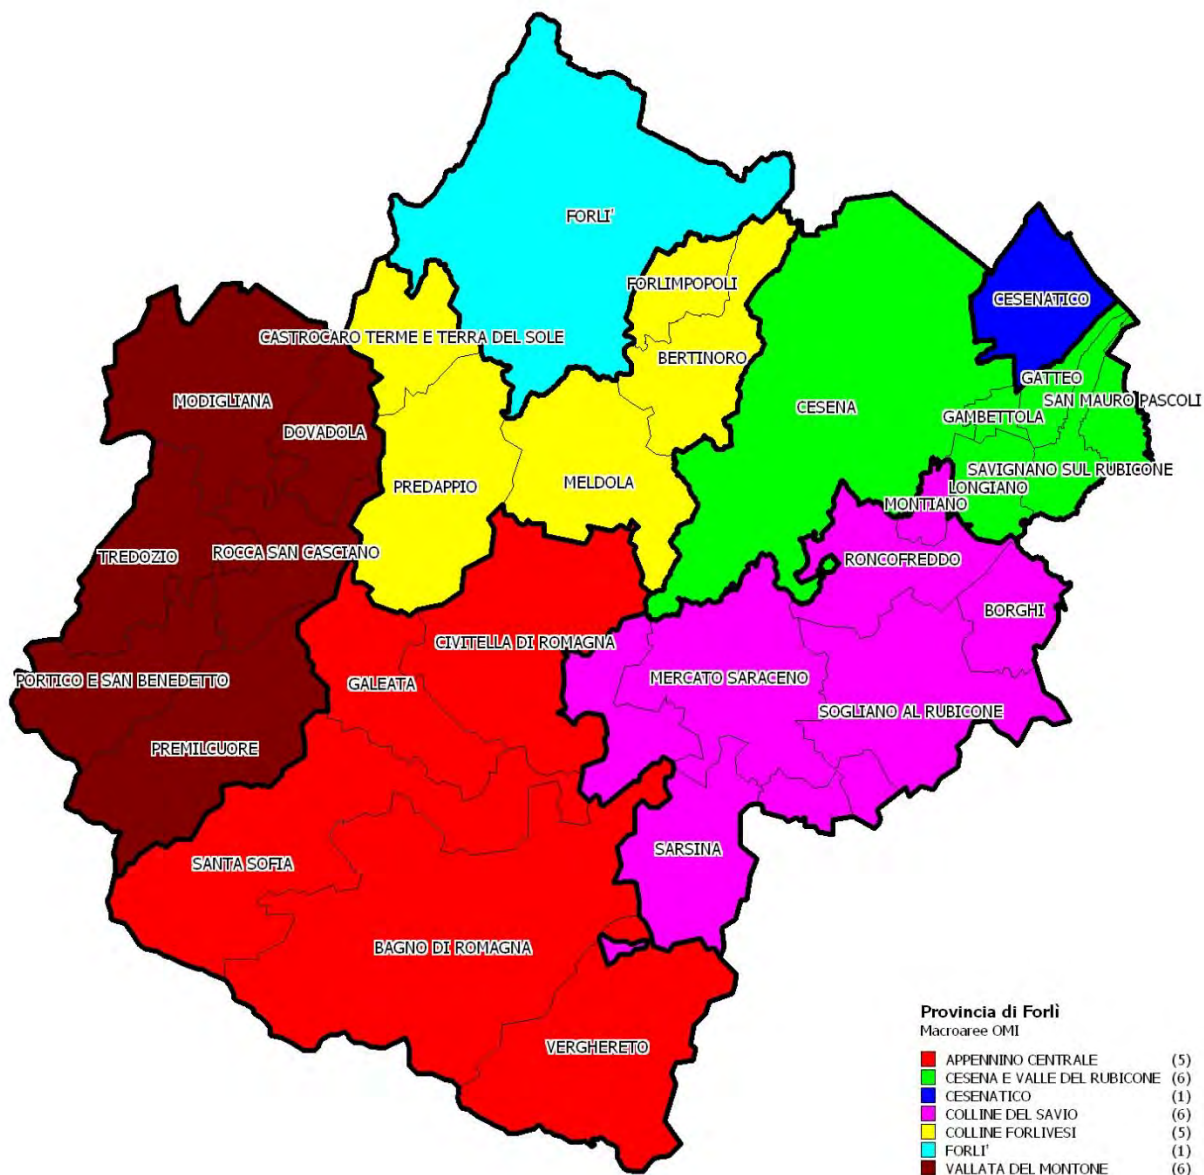 FORLI'
FORLIMPOPOLI
CESENATICO
CASTROCARO TERME E TERRA DEL SOLE
BERTINORO
GATTEO
MODIGLIANA
SAN MAURO PASCOLI
CESENA
GAMBETTOLA
DOVADOLA
SAVIGNANO SUL RUBICONE
PREDAPPIO
MELDOLA
LONGIANO
MONTIANO
TREDOZIO
ROCCA SAN CASCIANO
RONCOFREDDO
BORGHI
CIVITELLA DI ROMAGNA
PORTICO E SAN BENEDETTO
GALEATA
MERCATO SARACENO
SOGLIANO AL RUBICONE
PREMILCUORE
SARSINA
SANTA SOFIA
BAGNO DI ROMAGNA
VERGHERETO
Provincia di Forlì
Macroaree OMI
APPENNINO CENTRALE (5)
CESENA E VALLE DEL RUBICONE (6)
CESENATICO (1)
COLLINE DEL SAVIO (6)
COLLINE FORLIVESI (5)
FORLI' (1)
VALLATA DEL MONTONE (6)